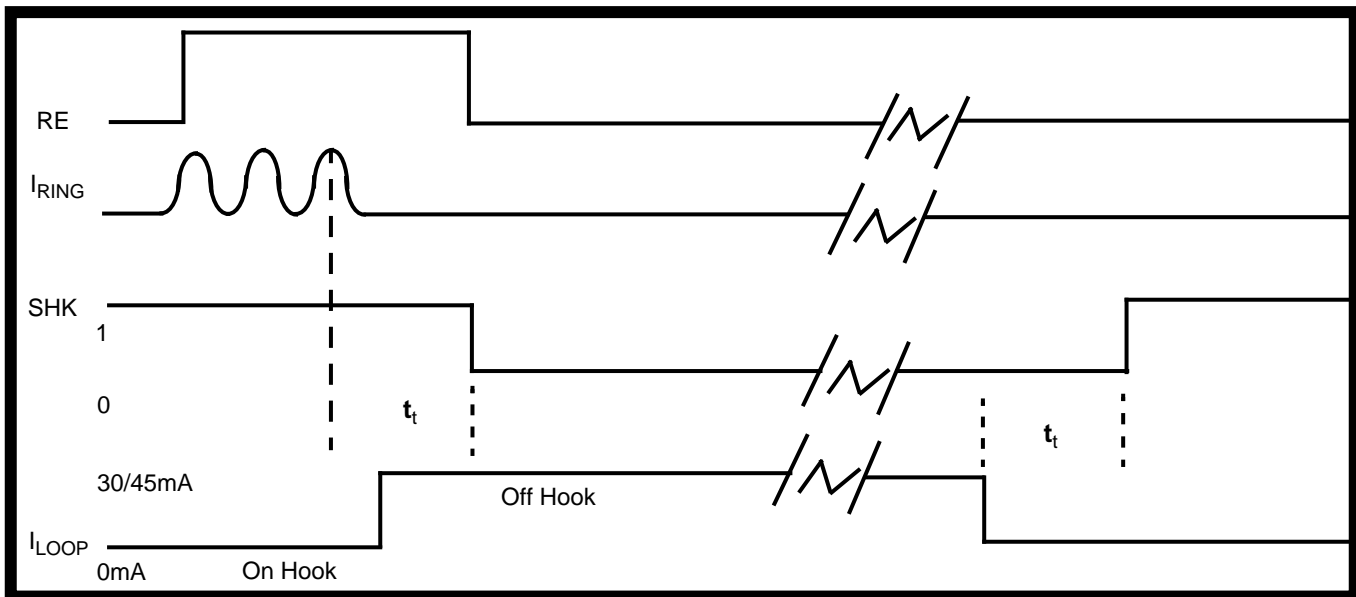 RE
I_RING
SHK
1
0
t_t
t_t
30/45mA
Off Hook
I_LOOP
0mA
On Hook